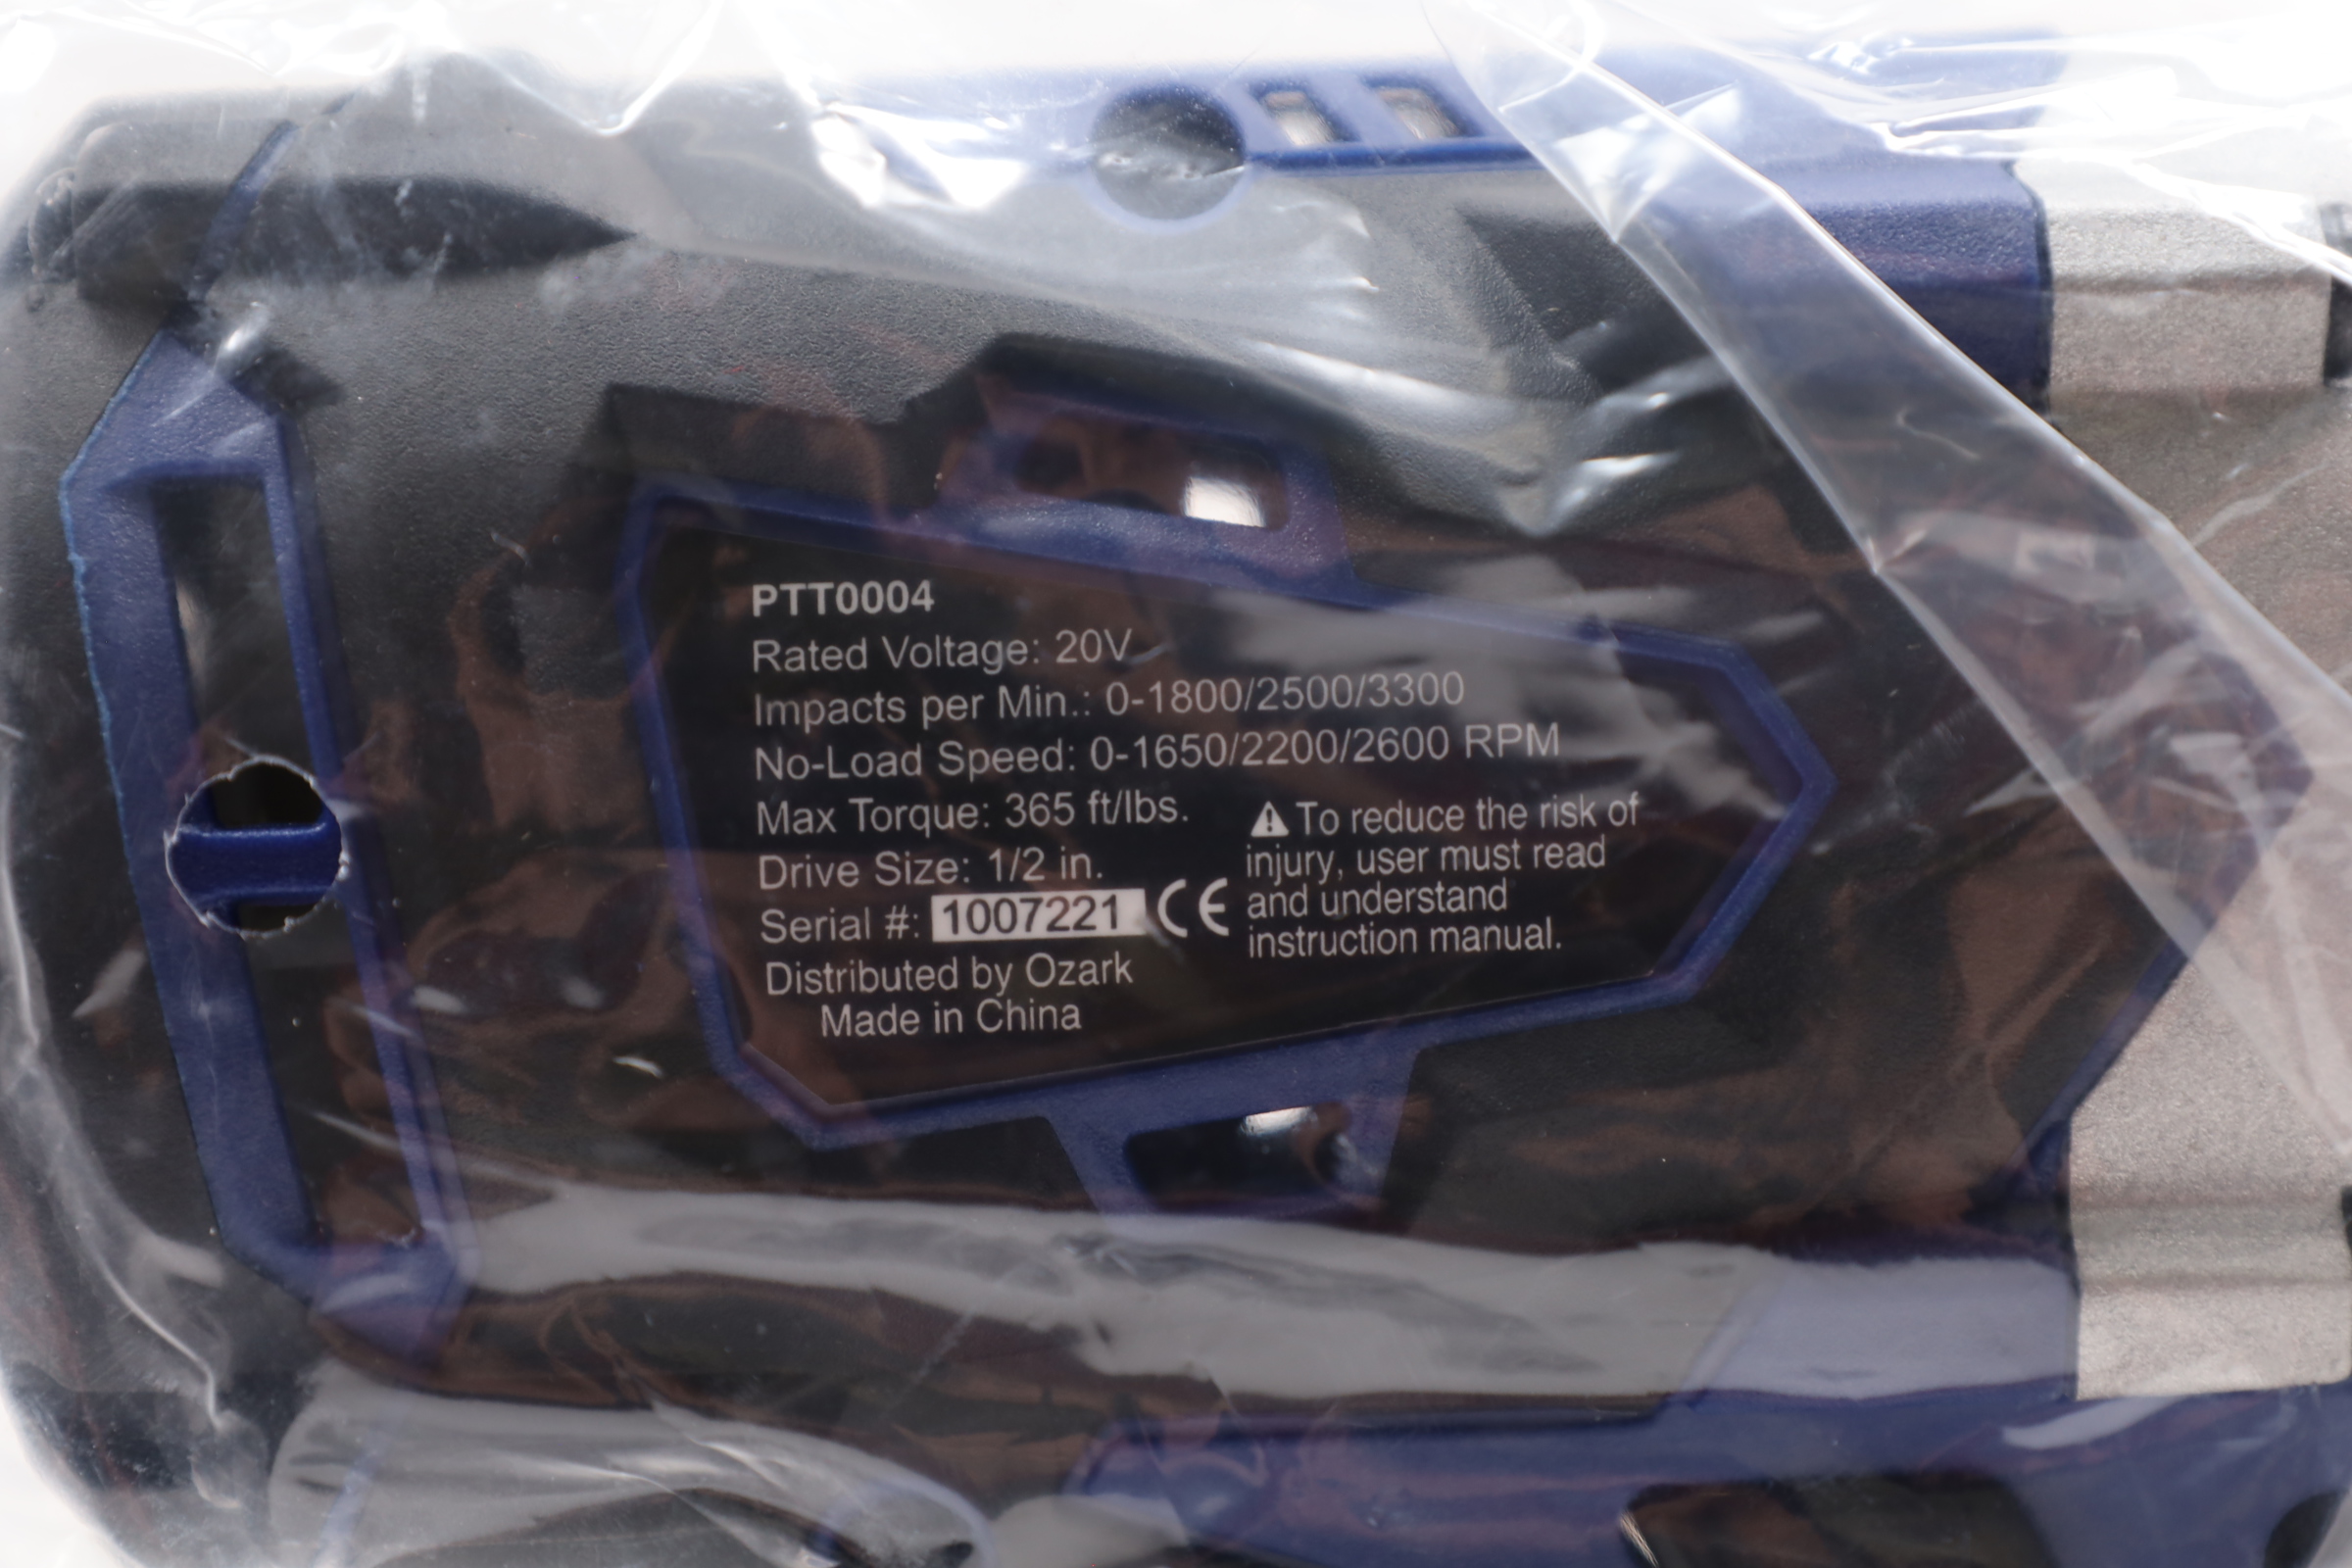 PTT0004
Rated Voltage: 20V
Impacts per Min.: 0-1800/2500/3300
No-Load Speed: 0-1650/2200/2600 RPM
Max Torque: 365 ft/lbs.
Drive Size: 1/2 in.
Serial #: 1007221 CE
Distributed by Ozark
Made in China
To reduce the risk of
injury, user must read
and understand
instruction manual.